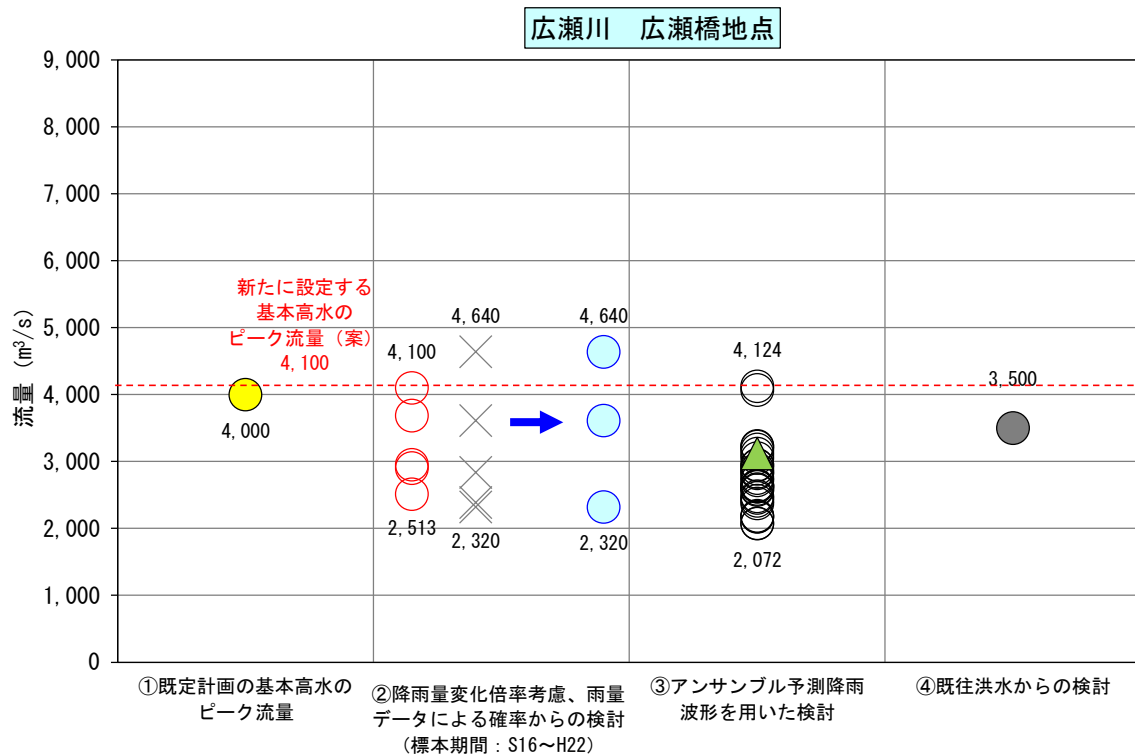 広瀬川　広瀬橋地点
流量（m³/s）
9,000
8,000
7,000
6,000
5,000
4,000
3,000
2,000
1,000
0
新たに設定する
基本高水の
ピーク流量（案）
4,100
4,000
4,100
2,513
4,640
2,320
4,640
2,320
4,124
2,072
3,500
①既定計画の基本高水の
ピーク流量
②降雨量変化倍率考慮、雨量
データによる確率からの検討
（標本期間：S16～H22）
③アンサンブル予測降雨
波形を用いた検討
④既往洪水からの検討